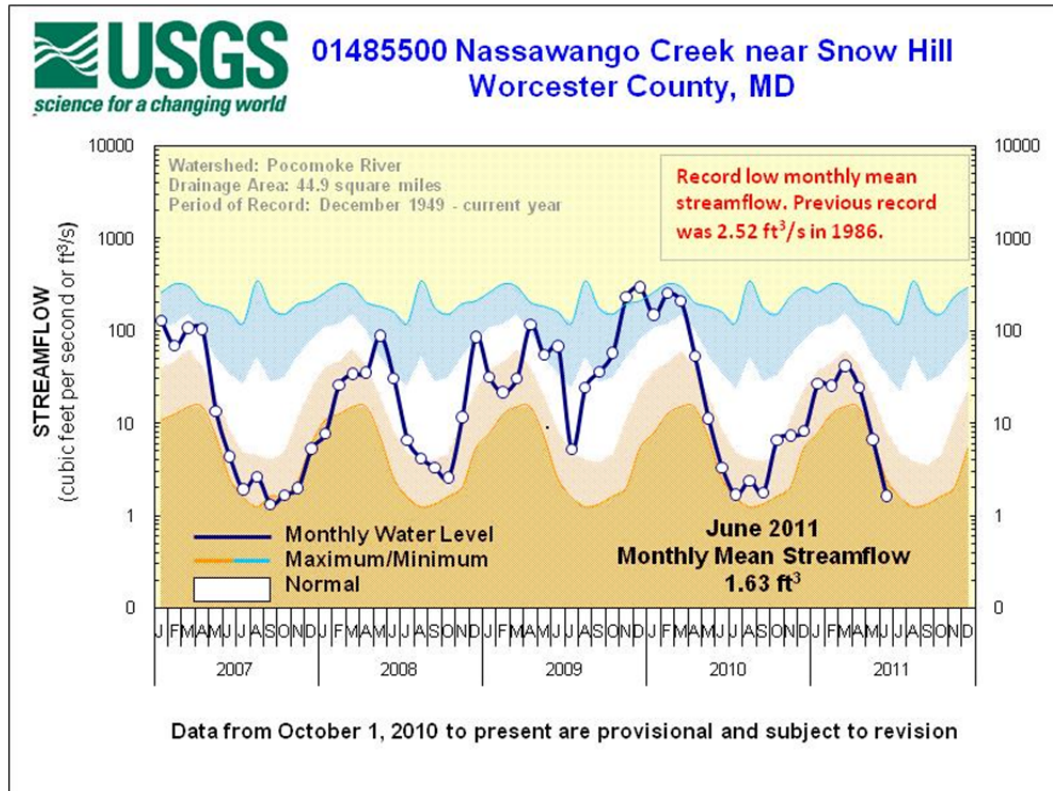 USGS
science for a changing world
01485500 Nassawango Creek near Snow Hill
Worcester County, MD
Watershed: Pocomoke River
Drainage Area: 44.9 square miles
Period of Record: December 1949 - current year
Record low monthly mean
streamflow. Previous record
was 2.52 ft³/s in 1986.
STREAMFLOW
(cubic feet per second or ft³/s)
10000
1000
100
10
1
0
10000
1000
100
10
1
0
Monthly Water Level
Maximum/Minimum
Normal
June 2011
Monthly Mean Streamflow
1.63 ft³
J F M A M J J A S O N D J F M A M J J A S O N D J F M A M J J A S O N D J F M A M J J A S O N D J F M A M J J A S O N D
2007 2008 2009 2010 2011
Data from October 1, 2010 to present are provisional and subject to revision